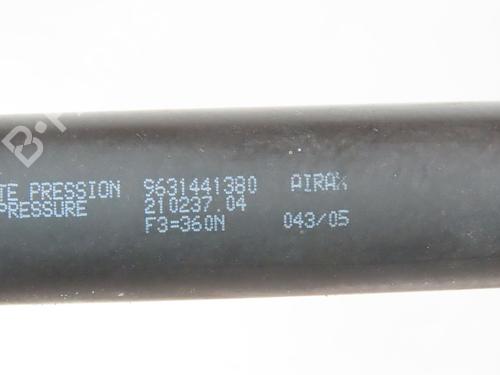 TE PRESSION 9631441380 AIRAX
PRESSURE 210237.04
F3=360N 043/05
B